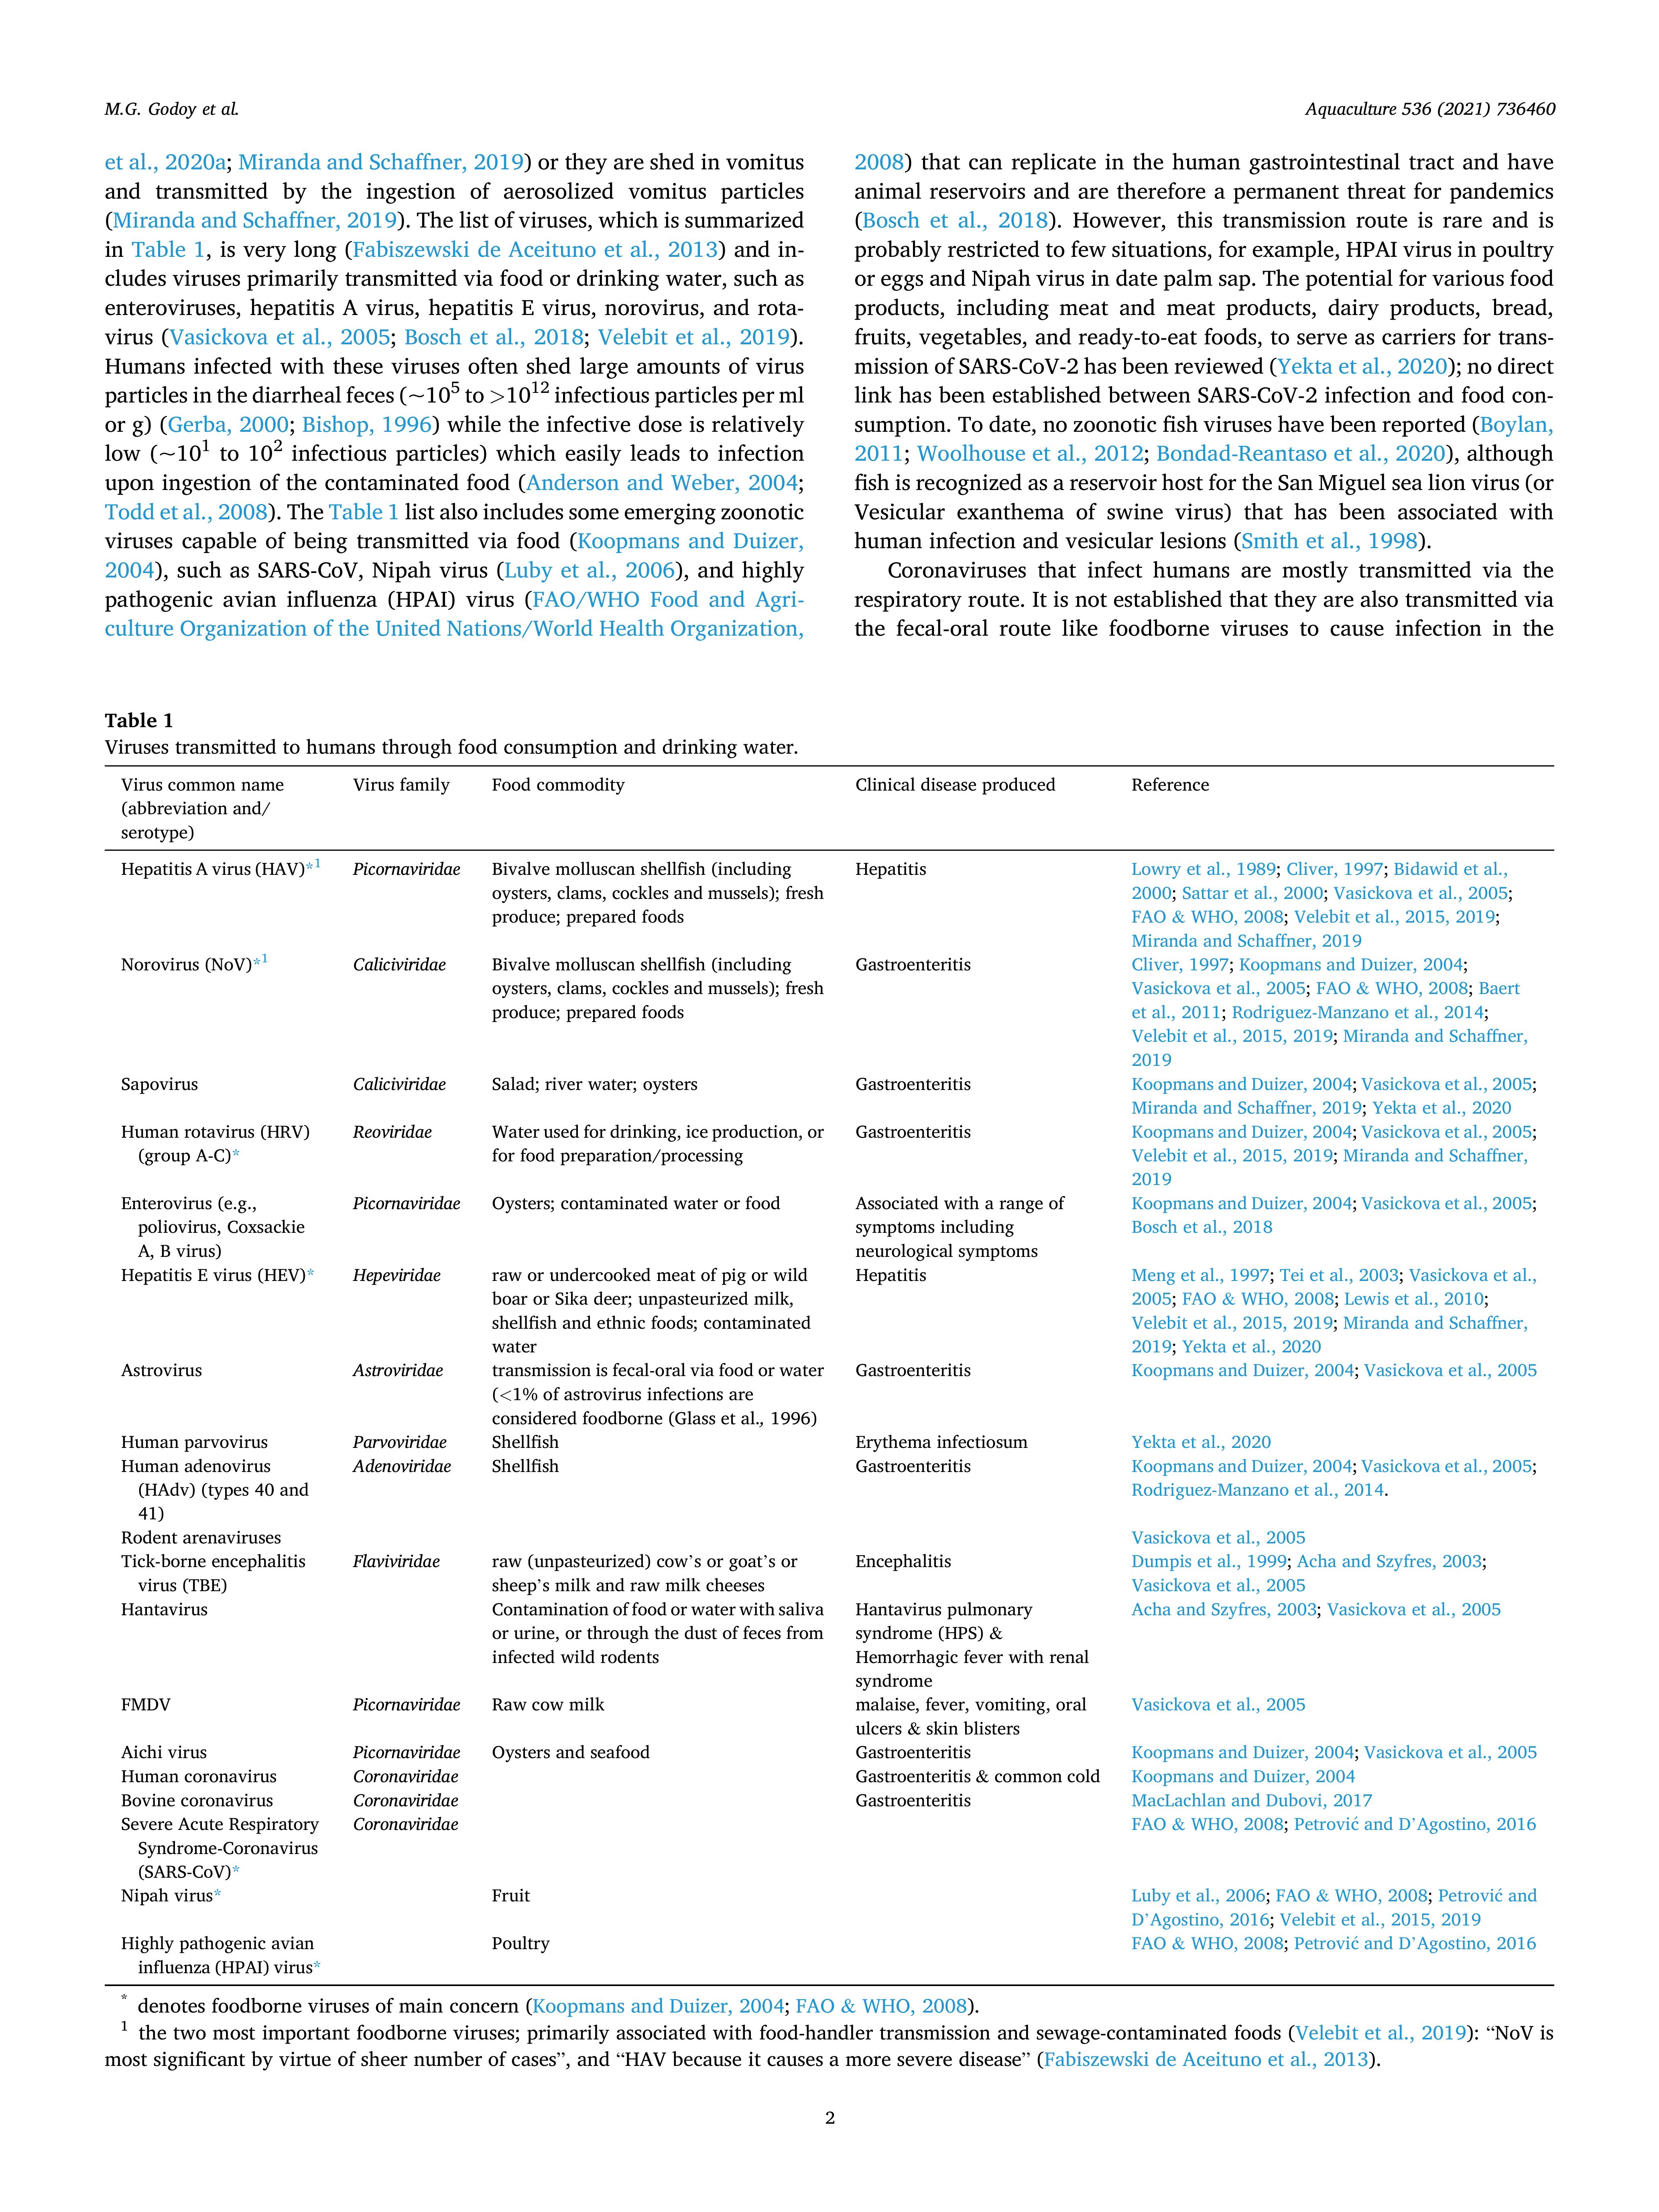 M.G. Godoy et al.
Aquaculture 536 (2021) 736460
et al., 2020a; Miranda and Schaffner, 2019) or they are shed in vomitus
and transmitted by the ingestion of aerosolized vomitus particles
(Miranda and Schaffner, 2019). The list of viruses, which is summarized
in Table 1, is very long (Fabiszewski de Aceituno et al., 2013) and in-
cludes viruses primarily transmitted via food or drinking water, such as
enteroviruses, hepatitis A virus, hepatitis E virus, norovirus, and rota-
virus (Vasickova et al., 2005; Bosch et al., 2018; Velebit et al., 2019).
Humans infected with these viruses often shed large amounts of virus
particles in the diarrheal feces (~10⁵ to >10¹² infectious particles per ml
or g) (Gerba, 2000; Bishop, 1996) while the infective dose is relatively
low (~10¹ to 10² infectious particles) which easily leads to infection
upon ingestion of the contaminated food (Anderson and Weber, 2004;
Todd et al., 2008). The Table 1 list also includes some emerging zoonotic
viruses capable of being transmitted via food (Koopmans and Duizer,
2004), such as SARS-CoV, Nipah virus (Luby et al., 2006), and highly
pathogenic avian influenza (HPAI) virus (FAO/WHO Food and Agri-
culture Organization of the United Nations/World Health Organization,
2008) that can replicate in the human gastrointestinal tract and have
animal reservoirs and are therefore a permanent threat for pandemics
(Bosch et al., 2018). However, this transmission route is rare and is
probably restricted to few situations, for example, HPAI virus in poultry
or eggs and Nipah virus in date palm sap. The potential for various food
products, including meat and meat products, dairy products, bread,
fruits, vegetables, and ready-to-eat foods, to serve as carriers for trans-
mission of SARS-CoV-2 has been reviewed (Yekta et al., 2020); no direct
link has been established between SARS-CoV-2 infection and food con-
sumption. To date, no zoonotic fish viruses have been reported (Boylan,
2011; Woolhouse et al., 2012; Bondad-Reantaso et al., 2020), although
fish is recognized as a reservoir host for the San Miguel sea lion virus (or
Vesicular exanthema of swine virus) that has been associated with
human infection and vesicular lesions (Smith et al., 1998).
Coronaviruses that infect humans are mostly transmitted via the
respiratory route. It is not established that they are also transmitted via
the fecal-oral route like foodborne viruses to cause infection in the
Table 1
Viruses transmitted to humans through food consumption and drinking water.
Virus common name Virus family Food commodity Clinical disease produced Reference
(abbreviation and/
serotype)
Hepatitis A virus (HAV)*¹ Picornaviridae Bivalve molluscan shellfish (including Hepatitis Lowry et al., 1989; Cliver, 1997; Bidawid et al.,
oysters, clams, cockles and mussels); fresh 2000; Sattar et al., 2000; Vasickova et al., 2005;
produce; prepared foods FAO & WHO, 2008; Velebit et al., 2015, 2019;
Miranda and Schaffner, 2019
Norovirus (NoV)*¹ Caliciviridae Bivalve molluscan shellfish (including Gastroenteritis Cliver, 1997; Koopmans and Duizer, 2004;
oysters, clams, cockles and mussels); fresh Vasickova et al., 2005; FAO & WHO, 2008; Baert
produce; prepared foods et al., 2011; Rodriguez-Manzano et al., 2014;
Velebit et al., 2015, 2019; Miranda and Schaffner,
2019
Sapovirus Caliciviridae Salad; river water; oysters Gastroenteritis Koopmans and Duizer, 2004; Vasickova et al., 2005;
Miranda and Schaffner, 2019; Yekta et al., 2020
Human rotavirus (HRV) Reoviridae Water used for drinking, ice production, or Gastroenteritis Koopmans and Duizer, 2004; Vasickova et al., 2005;
(group A-C)* for food preparation/processing Velebit et al., 2015, 2019; Miranda and Schaffner,
2019
Enterovirus (e.g., Picornaviridae Oysters; contaminated water or food Associated with a range of Koopmans and Duizer, 2004; Vasickova et al., 2005;
poliovirus, Coxsackie symptoms including Bosch et al., 2018
A, B virus) neurological symptoms
Hepatitis E virus (HEV)* Hepeviridae raw or undercooked meat of pig or wild Hepatitis Meng et al., 1997; Tei et al., 2003; Vasickova et al.,
boar or Sika deer; unpasteurized milk, 2005; FAO & WHO, 2008; Lewis et al., 2010;
shellfish and ethnic foods; contaminated Velebit et al., 2015, 2019; Miranda and Schaffner,
water 2019; Yekta et al., 2020
Astrovirus Astroviridae transmission is fecal-oral via food or water Gastroenteritis Koopmans and Duizer, 2004; Vasickova et al., 2005
(<1% of astrovirus infections are
considered foodborne (Glass et al., 1996)
Human parvovirus Parvoviridae Shellfish Erythema infectiosum Yekta et al., 2020
Human adenovirus Adenoviridae Shellfish Gastroenteritis Koopmans and Duizer, 2004; Vasickova et al., 2005;
(HAdv) (types 40 and Rodriguez-Manzano et al., 2014.
41)
Rodent arenaviruses Vasickova et al., 2005
Tick-borne encephalitis Flaviviridae raw (unpasteurized) cow's or goat's or Encephalitis Dumpis et al., 1999; Acha and Szyfres, 2003;
virus (TBE) sheep's milk and raw milk cheeses Vasickova et al., 2005
Hantavirus Contamination of food or water with saliva Hantavirus pulmonary Acha and Szyfres, 2003; Vasickova et al., 2005
or urine, or through the dust of feces from syndrome (HPS) &
infected wild rodents Hemorrhagic fever with renal
syndrome
FMDV Picornaviridae Raw cow milk malaise, fever, vomiting, oral Vasickova et al., 2005
ulcers & skin blisters
Aichi virus Picornaviridae Oysters and seafood Gastroenteritis Koopmans and Duizer, 2004; Vasickova et al., 2005
Human coronavirus Coronaviridae Gastroenteritis & common cold Koopmans and Duizer, 2004
Bovine coronavirus Coronaviridae Gastroenteritis MacLachlan and Dubovi, 2017
Severe Acute Respiratory Coronaviridae FAO & WHO, 2008; Petrović and D'Agostino, 2016
Syndrome-Coronavirus
(SARS-CoV)*
Nipah virus* Fruit Luby et al., 2006; FAO & WHO, 2008; Petrović and
D'Agostino, 2016; Velebit et al., 2015, 2019
Highly pathogenic avian Poultry FAO & WHO, 2008; Petrović and D'Agostino, 2016
influenza (HPAI) virus*
* denotes foodborne viruses of main concern (Koopmans and Duizer, 2004; FAO & WHO, 2008).
¹ the two most important foodborne viruses; primarily associated with food-handler transmission and sewage-contaminated foods (Velebit et al., 2019): “NoV is
most significant by virtue of sheer number of cases”, and “HAV because it causes a more severe disease” (Fabiszewski de Aceituno et al., 2013).
2